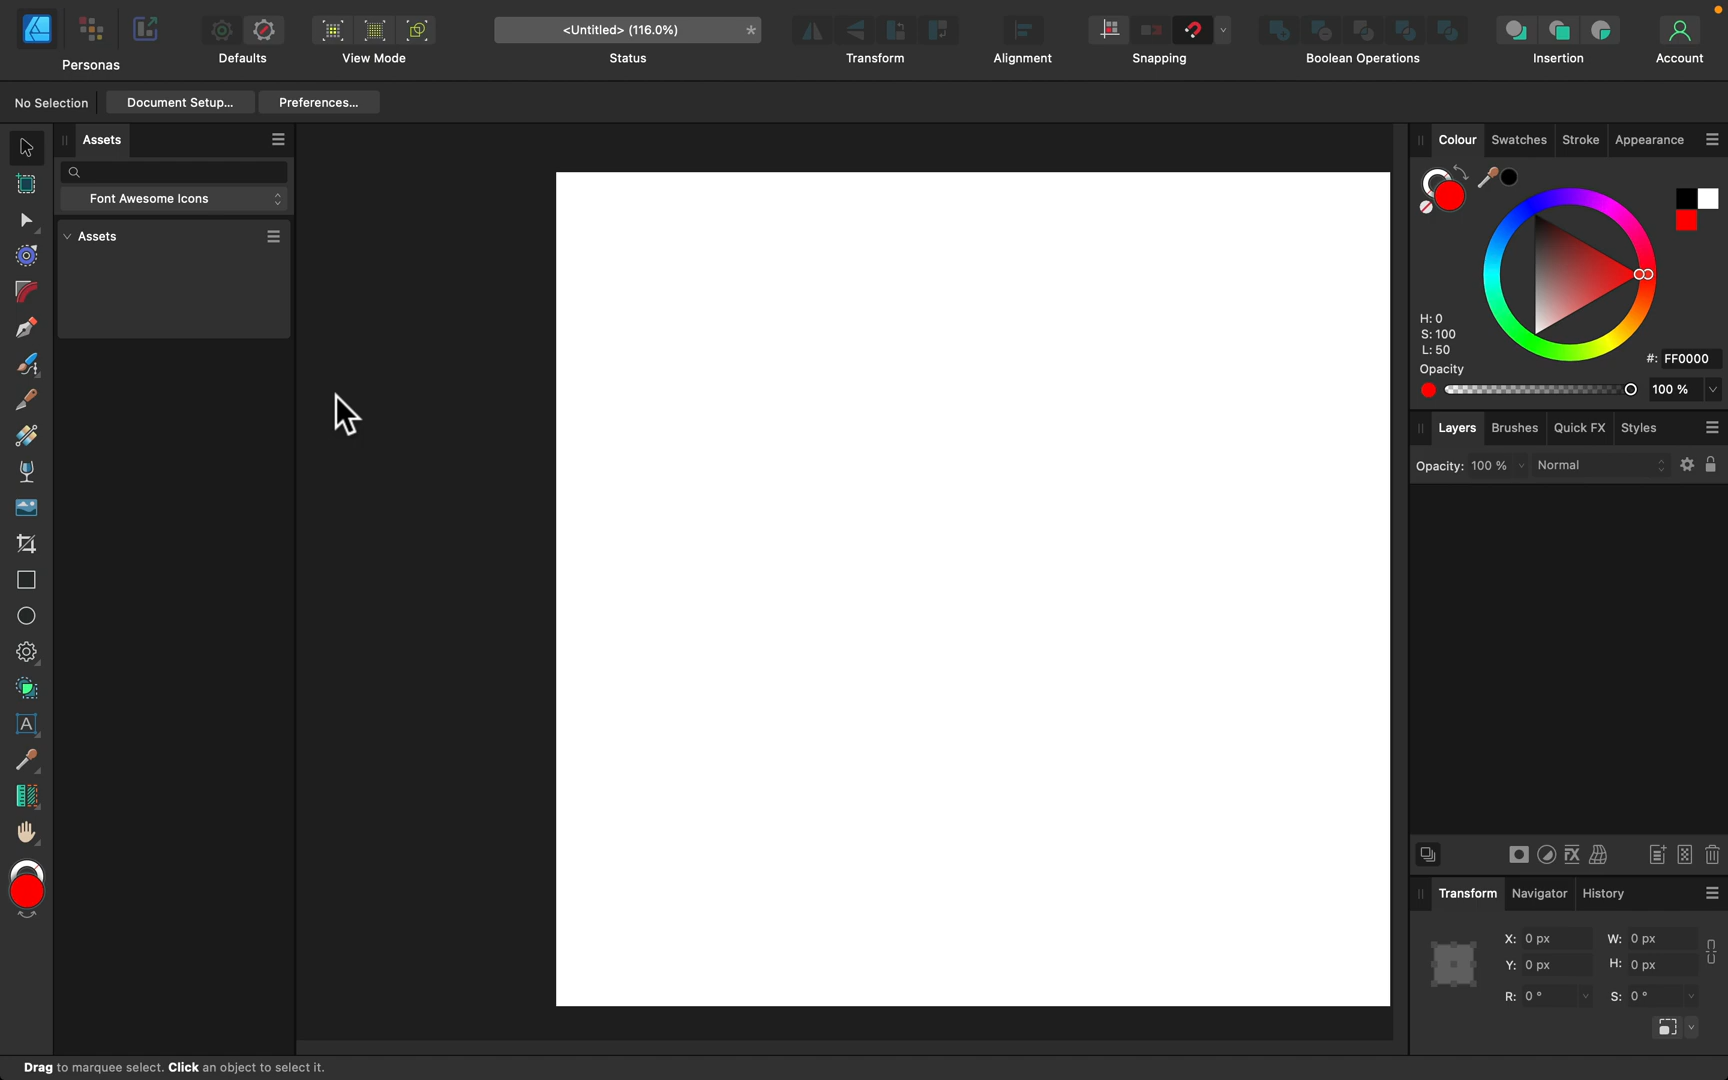 <Untitled> (116.0%)
*
Personas
Defaults
View Mode
Status
Transform
Alignment
Snapping
Boolean Operations
Insertion
Account
No Selection
Document Setup...
Preferences...
Assets
Font Awesome Icons
Assets
Colour
Swatches
Stroke
Appearance
H: 0
S: 100
L: 50
#: FF0000
Opacity
100 %
Layers
Brushes
Quick FX
Styles
Opacity: 100 %
Normal
Transform
Navigator
History
X: 0 px
W: 0 px
Y: 0 px
H: 0 px
R: 0 °
S: 0 °
Drag to marquee select. Click an object to select it.